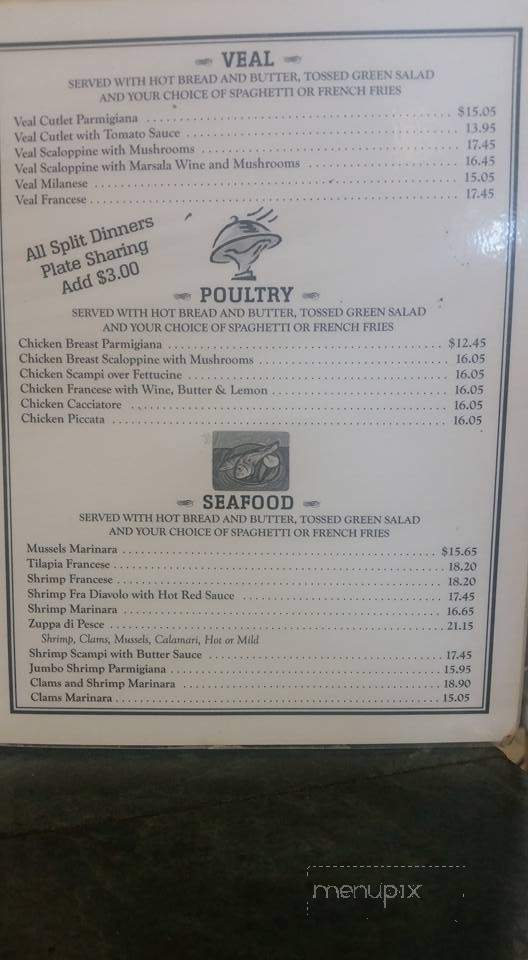 VEAL
SERVED WITH HOT BREAD AND BUTTER, TOSSED GREEN SALAD
AND YOUR CHOICE OF SPAGHETTI OR FRENCH FRIES
Veal Cutlet Parmigiana $15.05
Veal Cutlet with Tomato Sauce 13.95
Veal Scaloppine with Mushrooms 17.45
Veal Scaloppine with Marsala Wine and Mushrooms 16.45
Veal Milanese 15.05
Veal Francese 17.45
All Split Dinners
Plate Sharing
Add $3.00
POULTRY
SERVED WITH HOT BREAD AND BUTTER, TOSSED GREEN SALAD
AND YOUR CHOICE OF SPAGHETTI OR FRENCH FRIES
Chicken Breast Parmigiana $12.45
Chicken Breast Scaloppine with Mushrooms 16.05
Chicken Scampi over Fettucine 16.05
Chicken Francese with Wine, Butter & Lemon 16.05
Chicken Cacciatore 16.05
Chicken Piccata 16.05
SEAFOOD
SERVED WITH HOT BREAD AND BUTTER, TOSSED GREEN SALAD
AND YOUR CHOICE OF SPAGHETTI OR FRENCH FRIES
Mussels Marinara $15.65
Tilapia Francese 18.20
Shrimp Francese 18.20
Shrimp Fra Diavolo with Hot Red Sauce 17.45
Shrimp Marinara 16.65
Zuppa di Pesce 21.15
Shrimp, Clams, Mussels, Calamari, Hot or Mild
Shrimp Scampi with Butter Sauce 17.45
Jumbo Shrimp Parmigiana 15.95
Clams and Shrimp Marinara 18.90
Clams Marinara 15.05
menupix